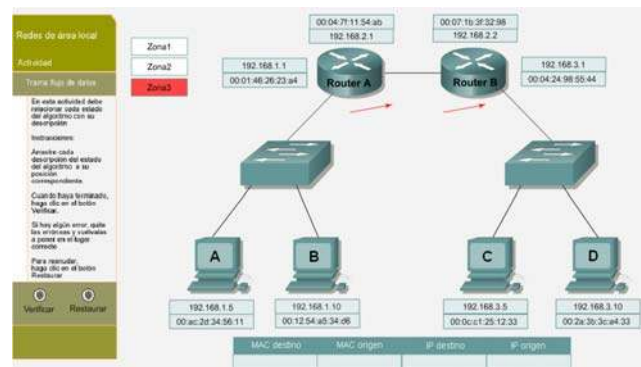 Redes de área local
Actividad
Trama flujo de datos
En esta actividad debe
relacionar cada estado
del algoritmo con su
descripción
Instrucciones:
Arrastre cada
descripción del estado
del algoritmo a su
posición
correspondiente
Cuando haya terminado,
haga clic en el botón
Verificar.
Si hay algún error, quite
las erróneas y vuélvalas
a poner en el lugar
correcto
Para reanudar,
haga clic en el botón
Restaurar
Verificar Restaurar
Zona1
Zona2
Zona3
00:04:7f:11:54:ab
192.168.2.1
00:07:1b:3f:32:98
192.168.2.2
192.168.1.1
00:01:46:26:23:a4
Router A
Router B
192.168.3.1
00:04:24:98:55:44
A
B
C
D
192.168.1.5
00:ac:2d:34:56:11
192.168.1.10
00:12:54:a5:34:d6
192.168.3.5
00:0c:c1:25:12:33
192.168.3.10
00:2a:3b:3c:a4:33
MAC destino MAC origen IP destino IP origen